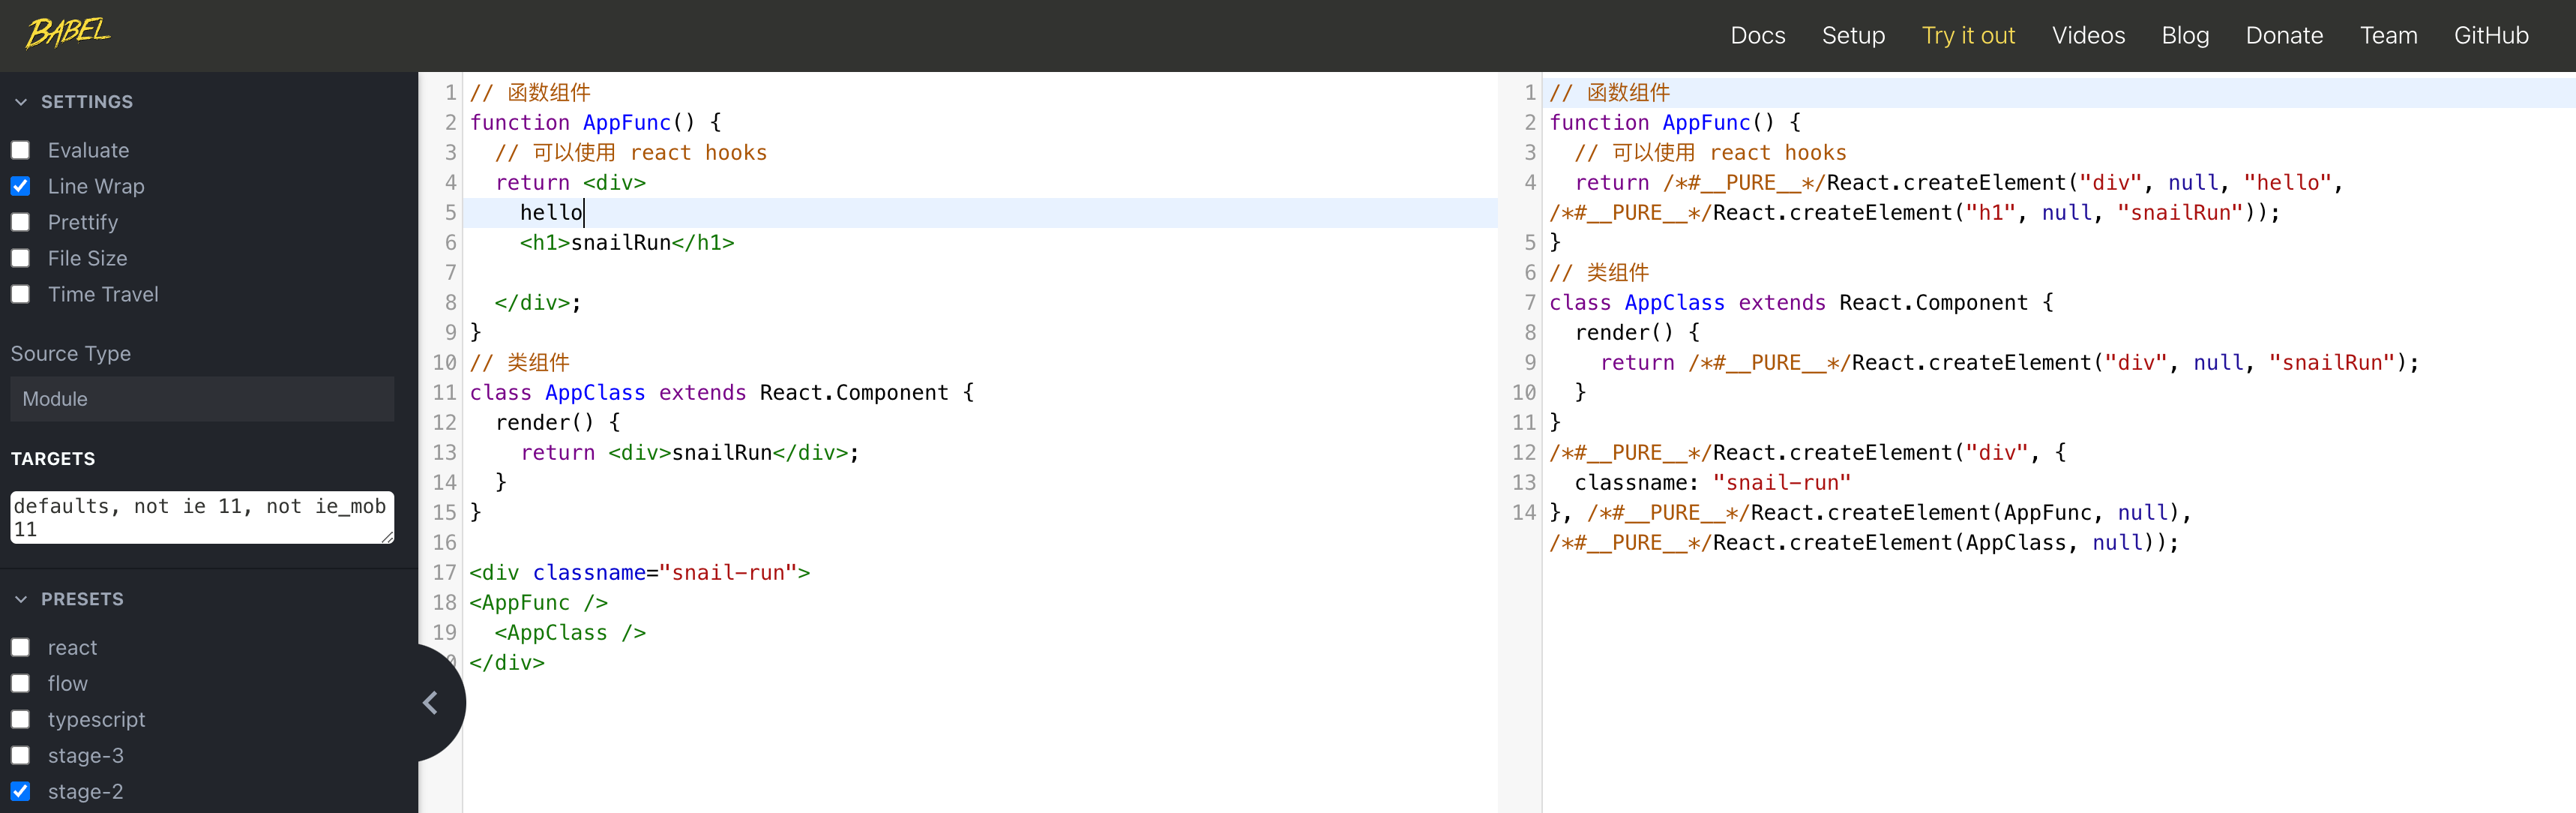 BABEL
Docs Setup Try it out Videos Blog Donate Team GitHub
SETTINGS
Evaluate
Line Wrap
Prettify
File Size
Time Travel
Source Type
Module
TARGETS
defaults, not ie 11, not ie_mob
11
PRESETS
react
flow
typescript
stage-3
stage-2
1 // 函数组件
2 function AppFunc() {
3   // 可以使用 react hooks
4   return <div>
5     hello
6     <h1>snailRun</h1>
7
8   </div>;
9 }
10 // 类组件
11 class AppClass extends React.Component {
12   render() {
13     return <div>snailRun</div>;
14   }
15 }
16
17 <div classname="snail-run">
18 <AppFunc />
19   <AppClass />
0 </div>
1 // 函数组件
2 function AppFunc() {
3   // 可以使用 react hooks
4   return /*#__PURE__*/React.createElement("div", null, "hello",
/*#__PURE__*/React.createElement("h1", null, "snailRun"));
5 }
6 // 类组件
7 class AppClass extends React.Component {
8   render() {
9     return /*#__PURE__*/React.createElement("div", null, "snailRun");
10   }
11 }
12 /*#__PURE__*/React.createElement("div", {
13   classname: "snail-run"
14 }, /*#__PURE__*/React.createElement(AppFunc, null),
/*#__PURE__*/React.createElement(AppClass, null));